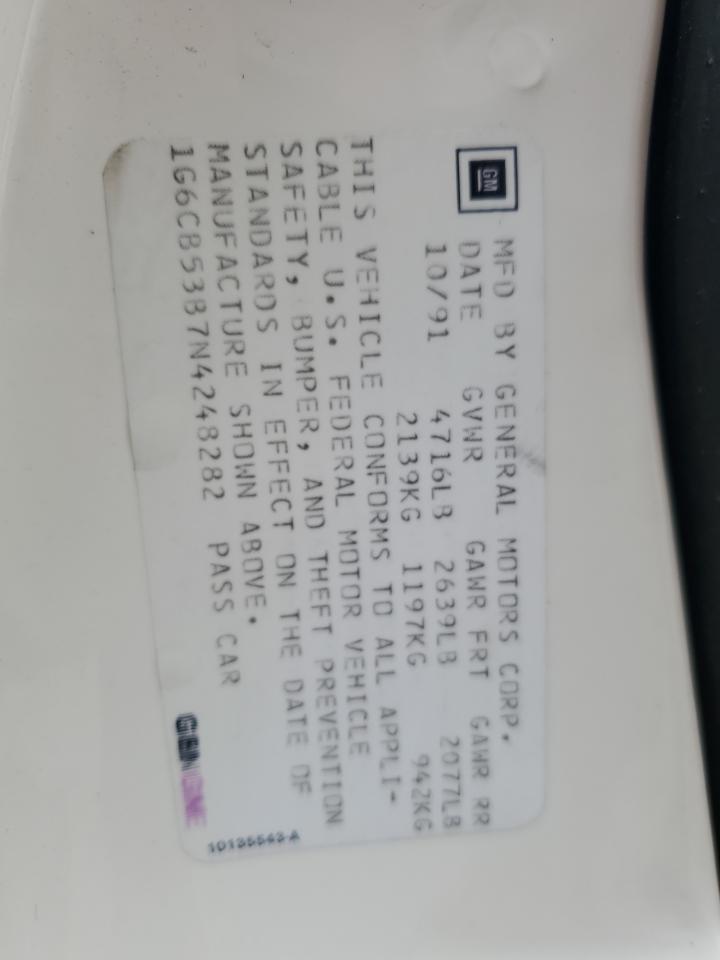 GM
MFD BY GENERAL MOTORS CORP.
DATE GVWR GAWR FRT GAWR RR
10/91 4716LB 2639LB 2077LB
2139KG 1197KG 942KG
THIS VEHICLE CONFORMS TO ALL APPLI-
CABLE U.S. FEDERAL MOTOR VEHICLE
SAFETY, BUMPER, AND THEFT PREVENTION
STANDARDS IN EFFECT ON THE DATE OF
MANUFACTURE SHOWN ABOVE.
1G6CB53B7N4248282 PASS CAR
10135543-A